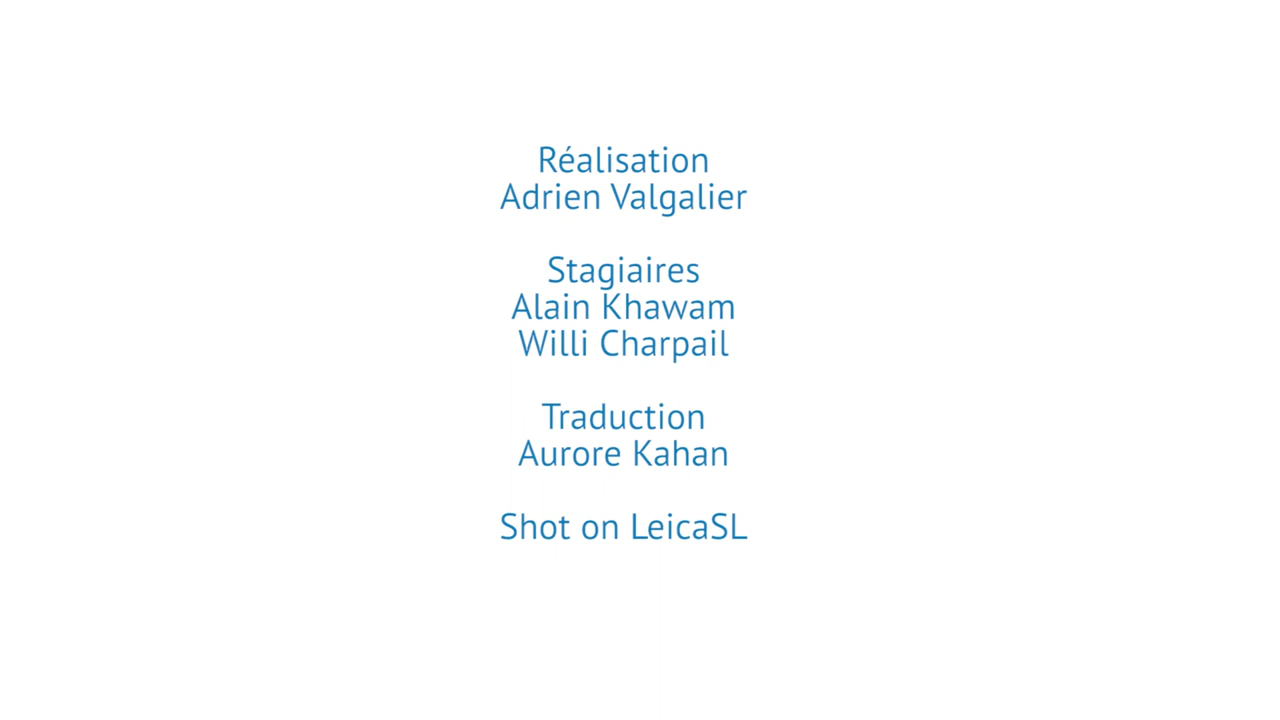 Réalisation
Adrien Valgalier
Stagiaires
Alain Khawam
Willi Charpail
Traduction
Aurore Kahan
Shot on LeicaSL